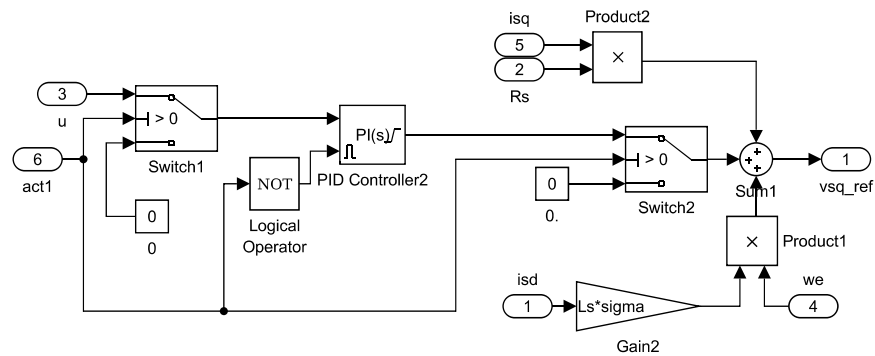 isq
Product2
5
×
2
Rs
3
u
> 0
Switch1
PI(s)
PID Controller2
6
act1
NOT
Logical
Operator
0
0
> 0
Switch2
0
0.
+
+
+
Sum1
1
vsq_ref
×
Product1
isd
1
Ls*sigma
Gain2
we
4